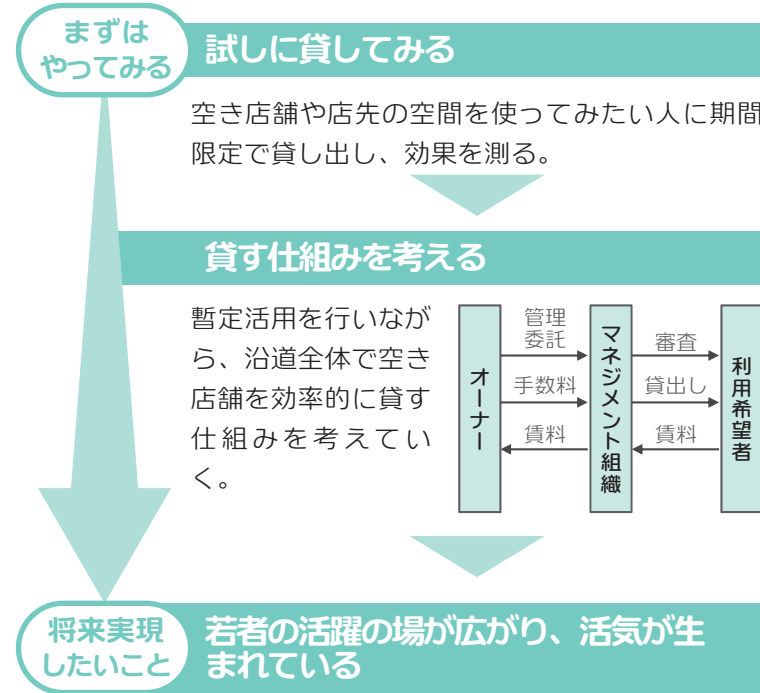 まずは
やってみる
試しに貸してみる
空き店舗や店先の空間を使ってみたい人に期間
限定で貸し出し、効果を測る。
貸す仕組みを考える
暫定活用を行いなが
ら、沿道全体で空き
店舗を効率的に貸す
仕組みを考えてい
く。
オーナー
管理
委託
手数料
賃料
マネジメント組織
審査
貸出し
賃料
利用希望者
将来実現
したいこと
若者の活躍の場が広がり、活気が生
まれている